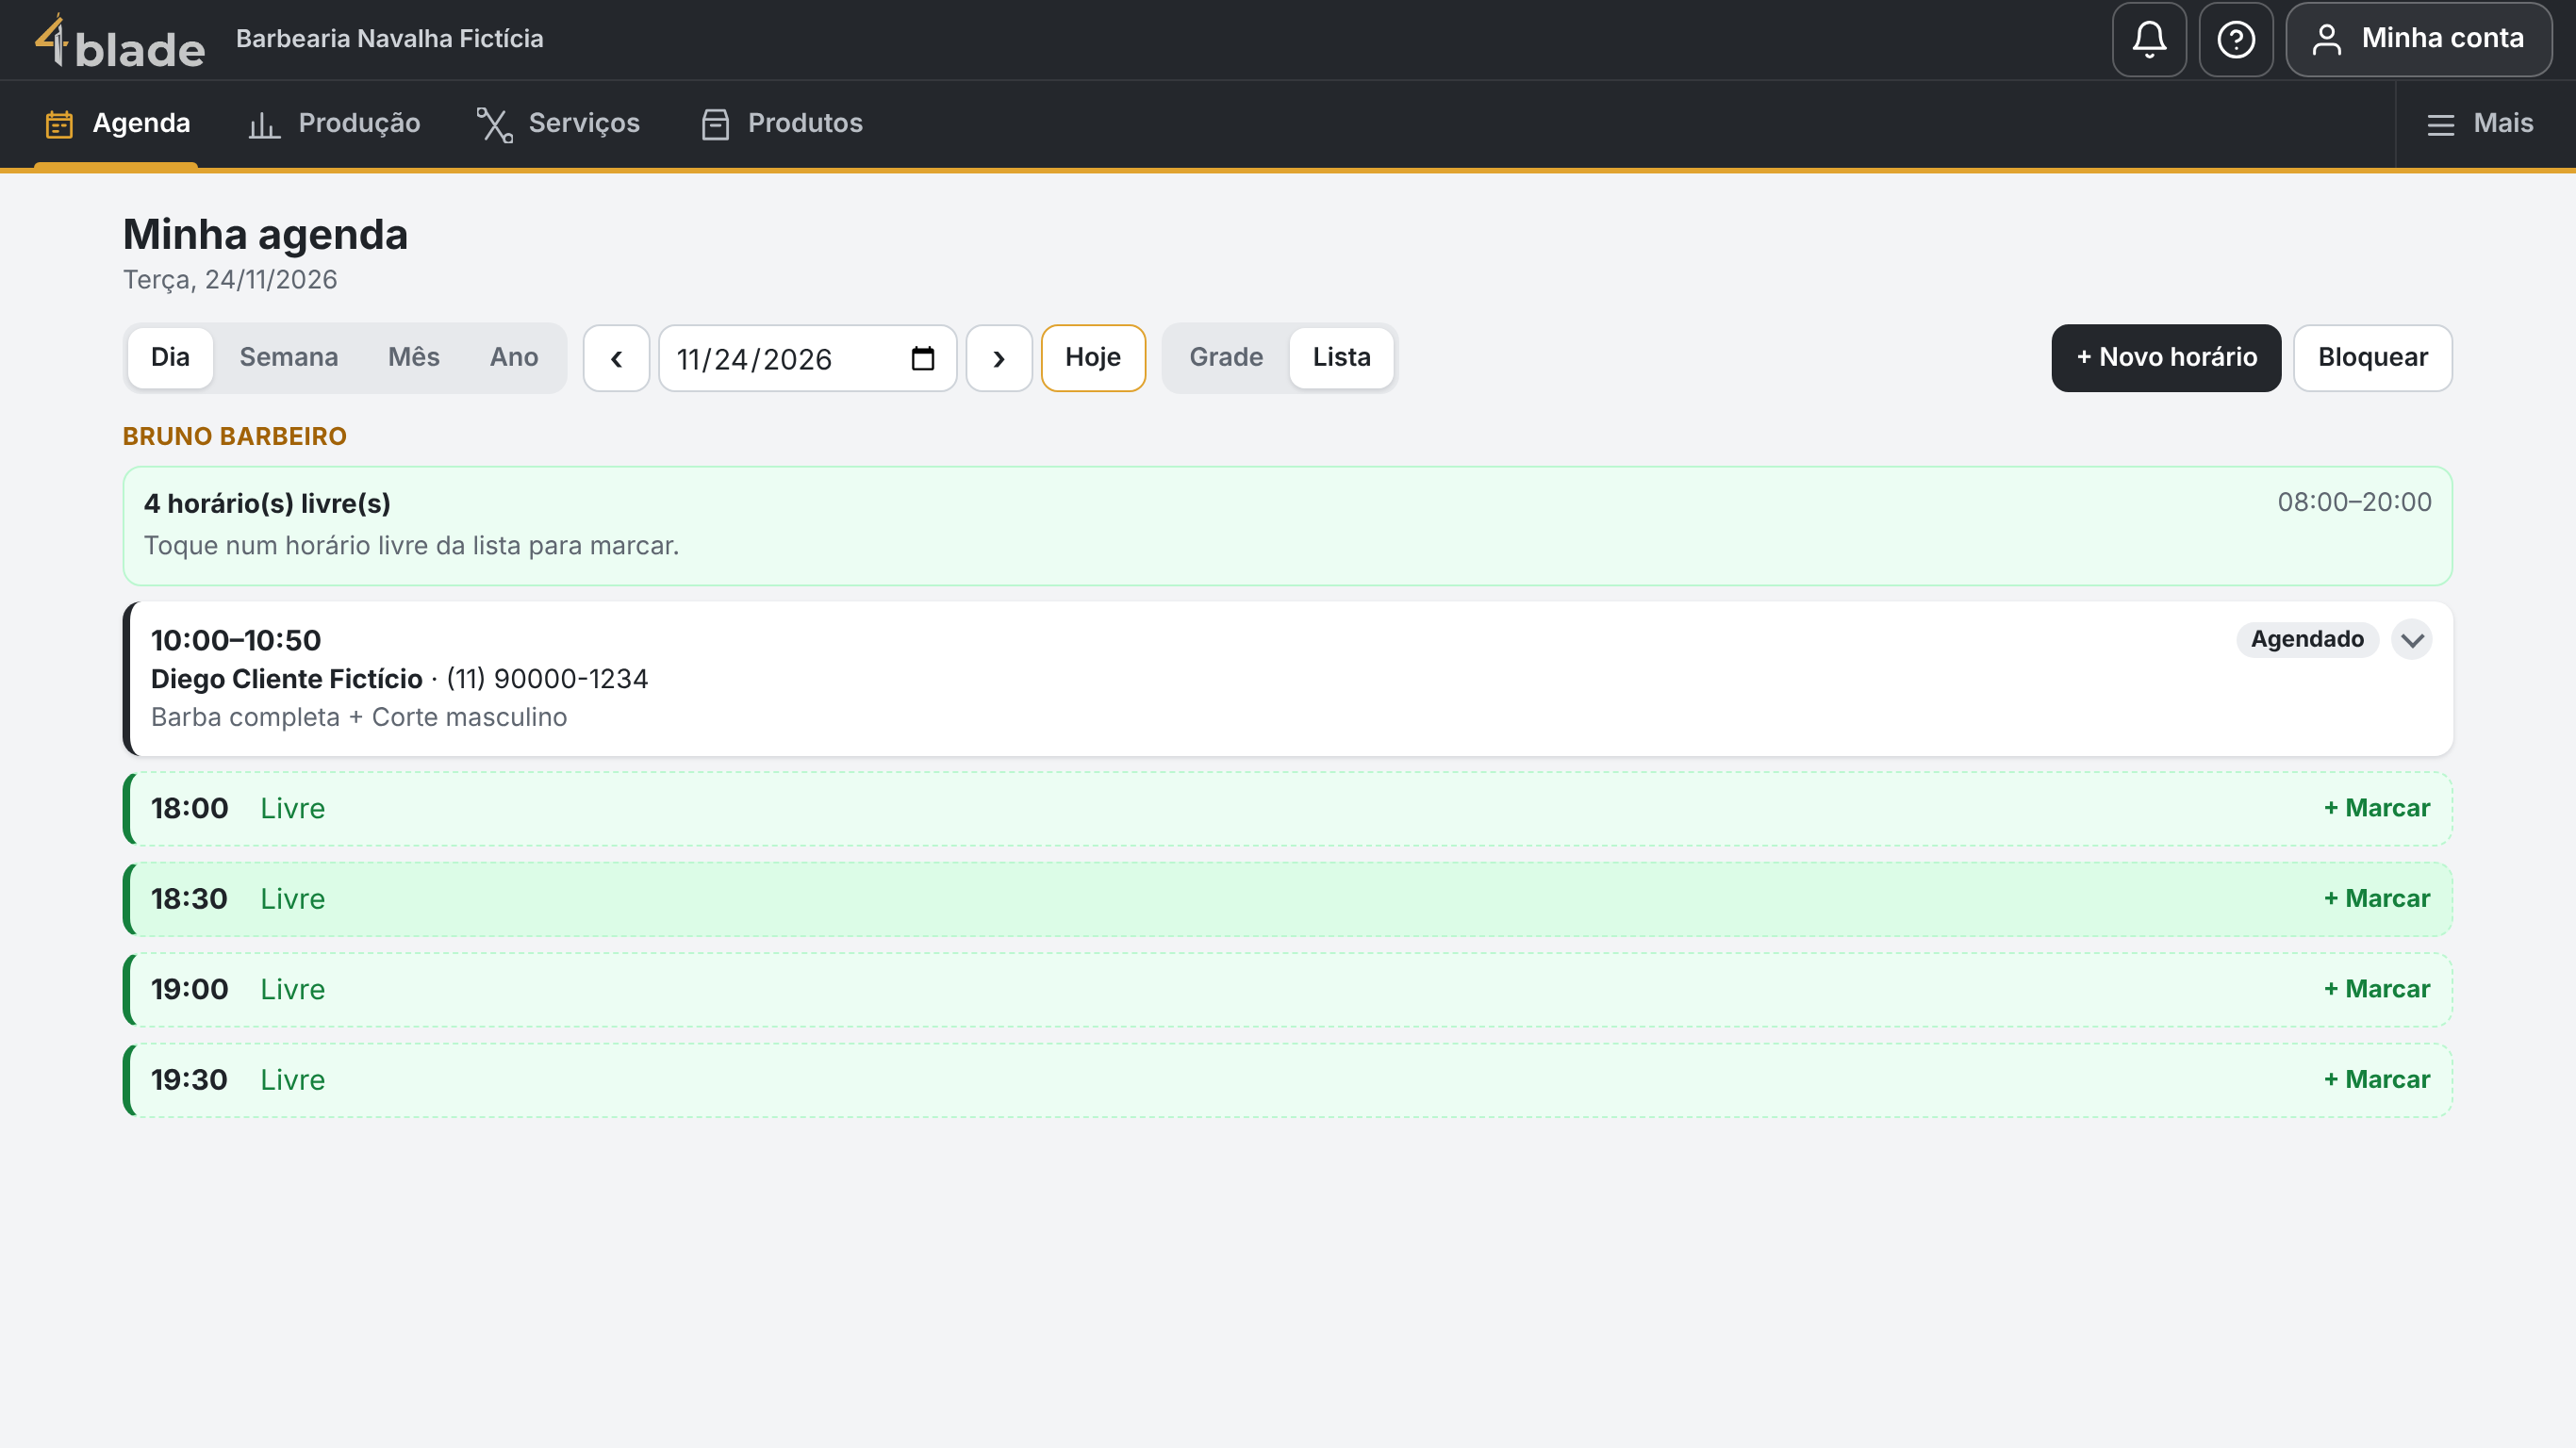 4blade
Barbearia Navalha Fictícia
Minha conta
Agenda
Produção
Serviços
Produtos
Mais
Minha agenda
Terça, 24/11/2026
Dia
Semana
Mês
Ano
‹
11/24/2026
›
Hoje
Grade
Lista
+ Novo horário
Bloquear
BRUNO BARBEIRO
4 horário(s) livre(s)
08:00–20:00
Toque num horário livre da lista para marcar.
10:00–10:50
Agendado
Diego Cliente Fictício · (11) 90000-1234
Barba completa + Corte masculino
18:00 Livre
+ Marcar
18:30 Livre
+ Marcar
19:00 Livre
+ Marcar
19:30 Livre
+ Marcar